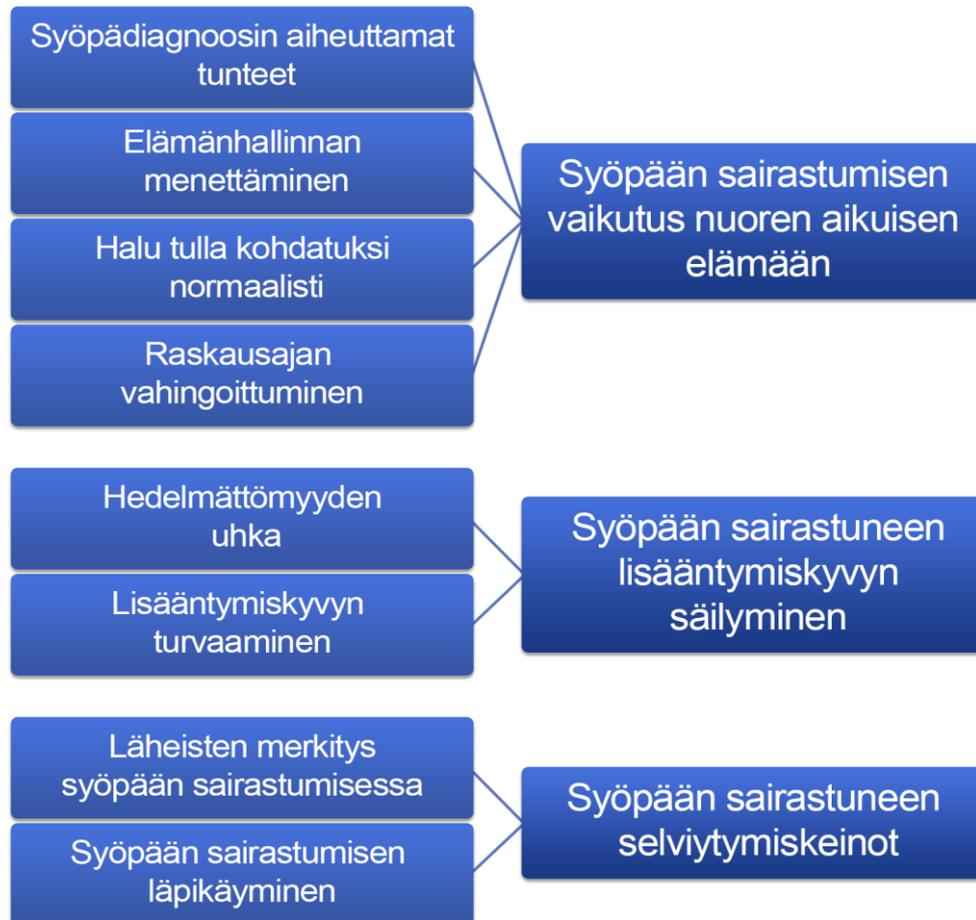 Syöpädiagnoosin aiheuttamat
tunteet
Elämänhallinnan
menettäminen
Halu tulla kohdatuksi
normaalisti
Raskausajan
vahingoittuminen
Syöpään sairastumisen
vaikutus nuoren aikuisen
elämään
Hedelmättömyyden
uhka
Lisääntymiskyvyn
turvaaminen
Syöpään sairastuneen
lisääntymiskyvyn
säilyminen
Läheisten merkitys
syöpään sairastumisessa
Syöpään sairastumisen
läpikäyminen
Syöpään sairastuneen
selviytymiskeinot